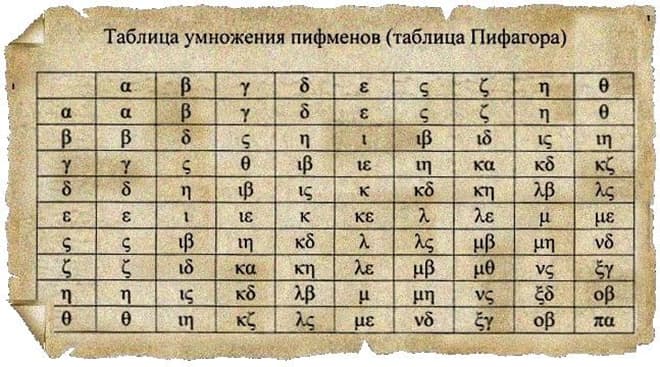 Таблица умножения пифменов (таблица Пифагора)
α β γ δ ε ς ζ η θ
α α β γ δ ε ς ζ η θ
β β δ ς η ι ιβ ιδ ις ιη
γ γ ς θ ιβ ιε ιη κα κδ κζ
δ δ η ιβ ις κ κδ κη λβ λς
ε ε ι ιε κ κε λ λε μ με
ς ς ιβ ιη κδ λ λς μβ μη νδ
ζ ζ ιδ κα κη λε μβ μθ νς ξγ
η η ις κδ λβ μ μη νς ξδ οβ
θ θ ιη κζ λς με νδ ξγ οβ πα